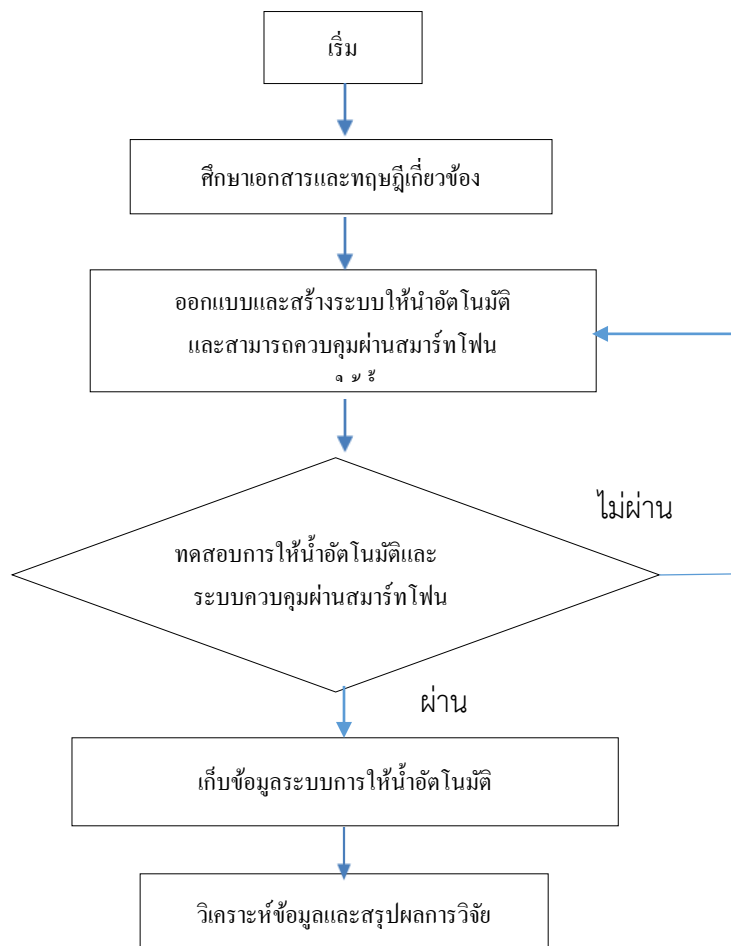 เริ่ม
ศึกษาเอกสารและทฤษฎีเกี่ยวข้อง
ออกแบบและสร้างระบบให้น้ำอัตโนมัติ
และสามารถควบคุมผ่านสมาร์ทโฟน
ไม่ผ่าน
ทดสอบการให้น้ำอัตโนมัติและ
ระบบควบคุมผ่านสมาร์ทโฟน
ผ่าน
เก็บข้อมูลระบบการให้น้ำอัตโนมัติ
วิเคราะห์ข้อมูลและสรุปผลการวิจัย